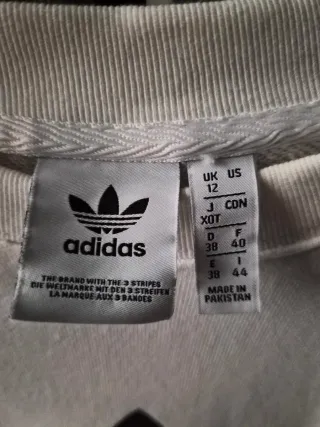 adidas
THE BRAND WITH THE 3 STRIPES
DIE WELTMARKE MIT DEN 3 STREIFEN
LA MARQUE AUX 3 BANDES
UK US
12
J CDN
XOT
D F
38 40
E I
38 44
MADE IN
PAKISTAN